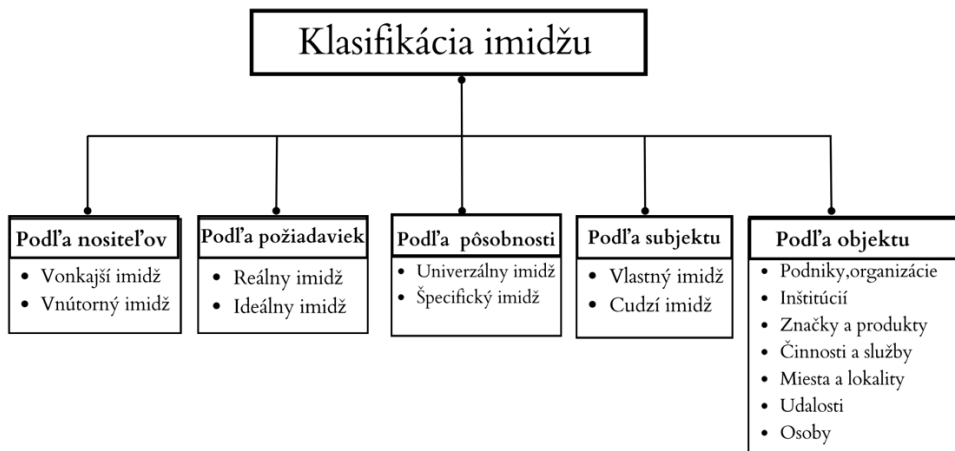 Klasifikácia imidžu
Podľa nositeľov
Vonkajší imidž
Vnútorný imidž
Podľa požiadaviek
Reálny imidž
Ideálny imidž
Podľa pôsobnosti
Univerzálny imidž
Špecifický imidž
Podľa subjektu
Vlastný imidž
Cudzí imidž
Podľa objektu
Podniky,organizácie
Inštitúcií
Značky a produkty
Činnosti a služby
Miesta a lokality
Udalosti
Osoby